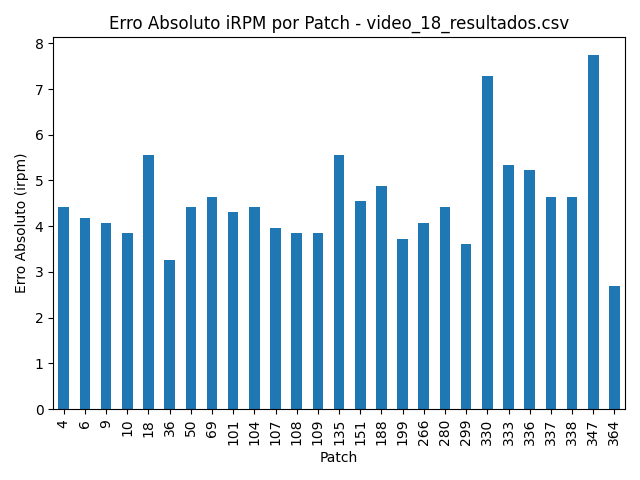 Erro Absoluto iRPM por Patch - video_18_resultados.csv
Erro Absoluto (irpm)
8
7
6
5
4
3
2
1
0
4 6 9 10 18 36 50 69 101 104 107 108 109 135 151 188 199 266 280 299 330 333 336 337 338 347 364
Patch